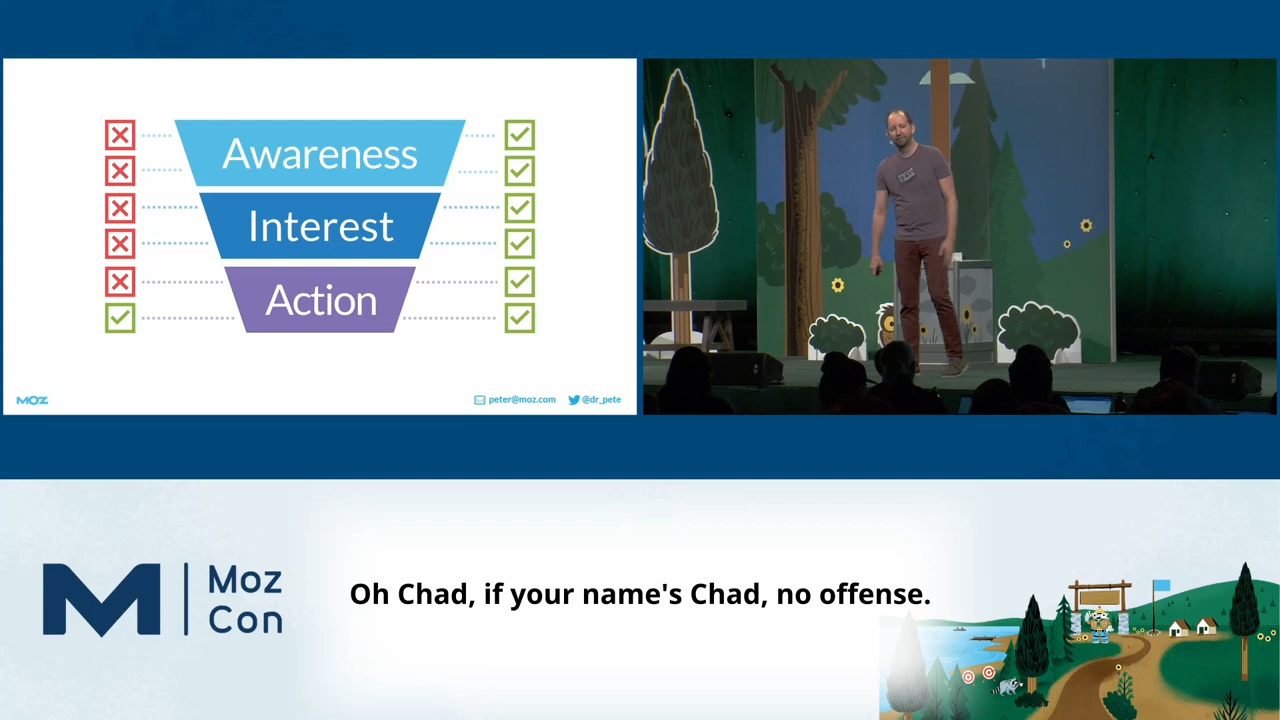 Awareness
Interest
Action
MOZ
peter@moz.com
@dr_pete
Moz
Con
Oh Chad, if your name's Chad, no offense.